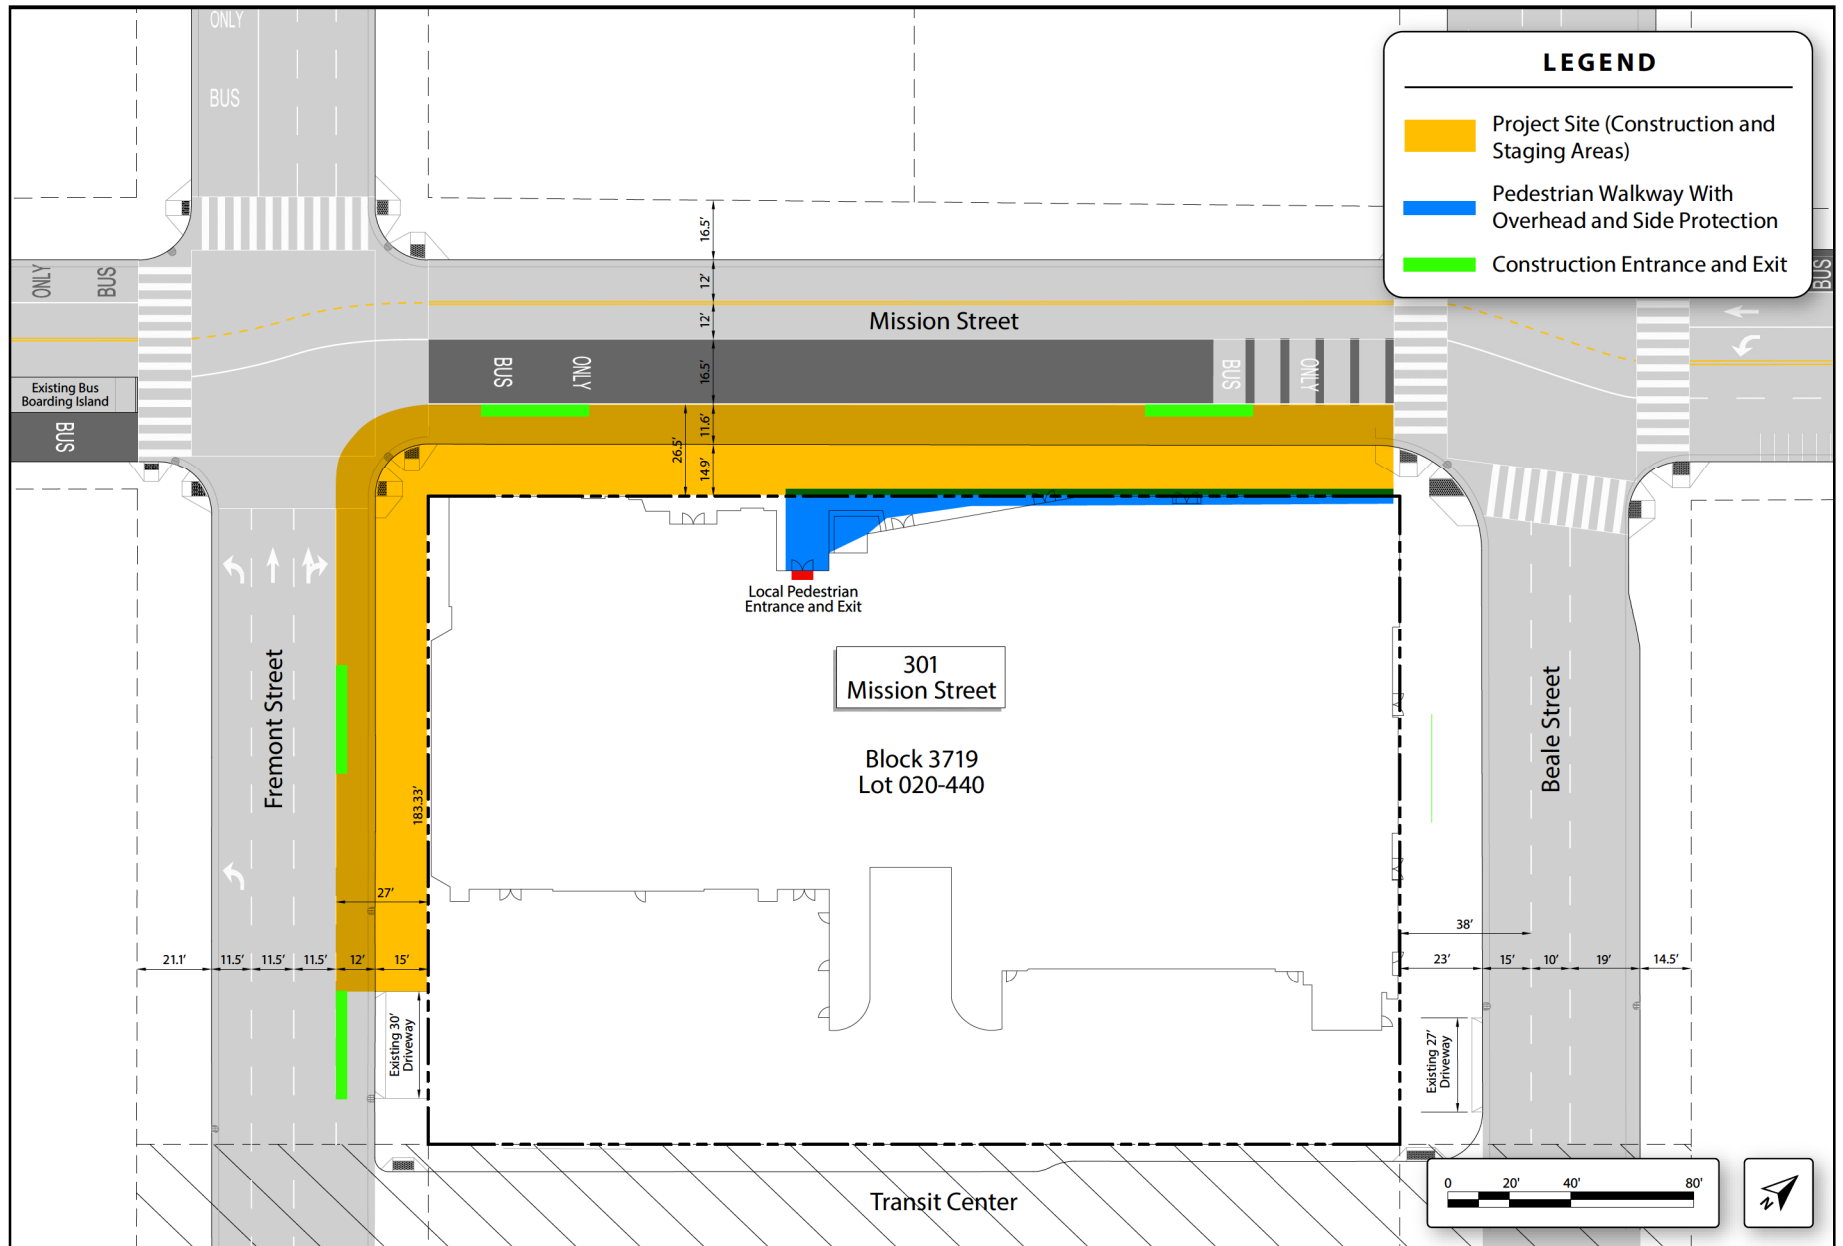 ONLY
BUS
LEGEND
Project Site (Construction and
Staging Areas)
Pedestrian Walkway With
Overhead and Side Protection
Construction Entrance and Exit
16.5'
ONLY
BUS
12'
12'
Mission Street
BUS
Existing Bus
Boarding Island
BUS
BUS
ONLY
16.5'
BUS
ONLY
11.6'
26.5'
14.9'
Local Pedestrian
Entrance and Exit
301
Mission Street
Block 3719
Lot 020-440
Fremont Street
183.33'
Beale Street
27'
38'
21.1'
11.5'
11.5'
11.5'
12'
15'
23'
15'
10'
19'
14.5'
Existing 30'
Driveway
Existing 27'
Driveway
Transit Center
0
20'
40'
80'
N